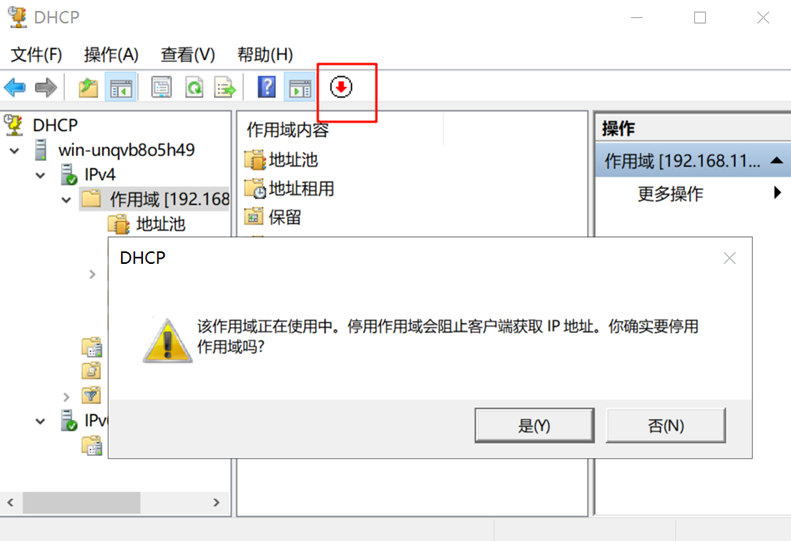 DHCP
文件(F) 操作(A) 查看(V) 帮助(H)
DHCP
win-unqvb8o5h49
IPv4
作用域 [192.168
地址池
作用域内容
地址池
地址租用
保留
操作
作用域 [192.168.11...
更多操作
DHCP
该作用域正在使用中。停用作用域会阻止客户端获取 IP 地址。你确实要停用
作用域吗?
是(Y) 否(N)